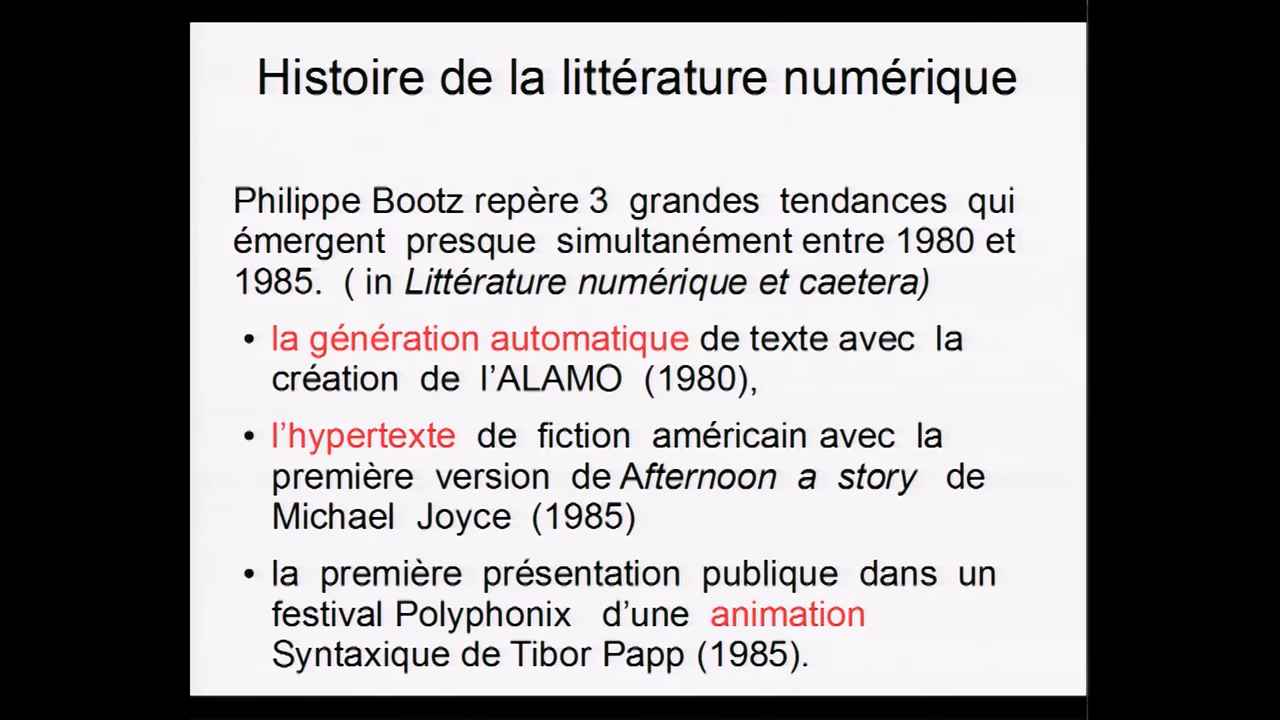 Histoire de la littérature numérique
Philippe Bootz repère 3 grandes tendances qui
émergent presque simultanément entre 1980 et
1985. ( in Littérature numérique et caetera)
• la génération automatique de texte avec la
création de l’ALAMO (1980),
• l’hypertexte de fiction américain avec la
première version de Afternoon a story de
Michael Joyce (1985)
• la première présentation publique dans un
festival Polyphonix d’une animation
Syntaxique de Tibor Papp (1985).